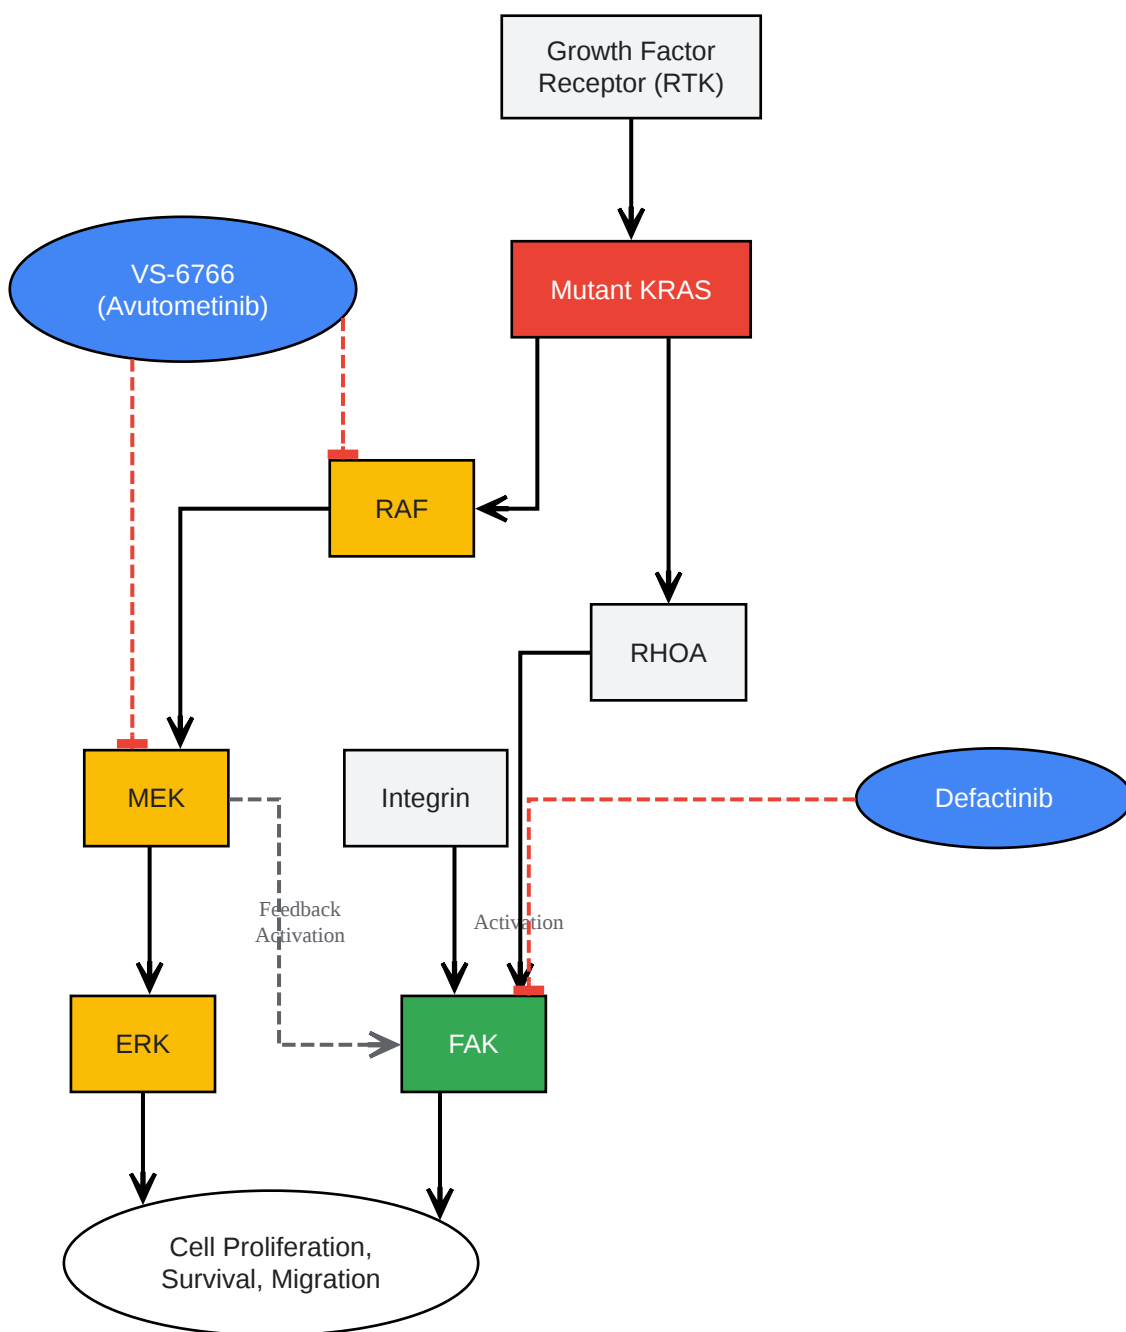 Growth Factor
Receptor (RTK)
VS-6766
(Avutometinib)
Mutant KRAS
RAF
RHOA
MEK
Integrin
Defactinib
Feedback
Activation
Activation
ERK
FAK
Cell Proliferation,
Survival, Migration